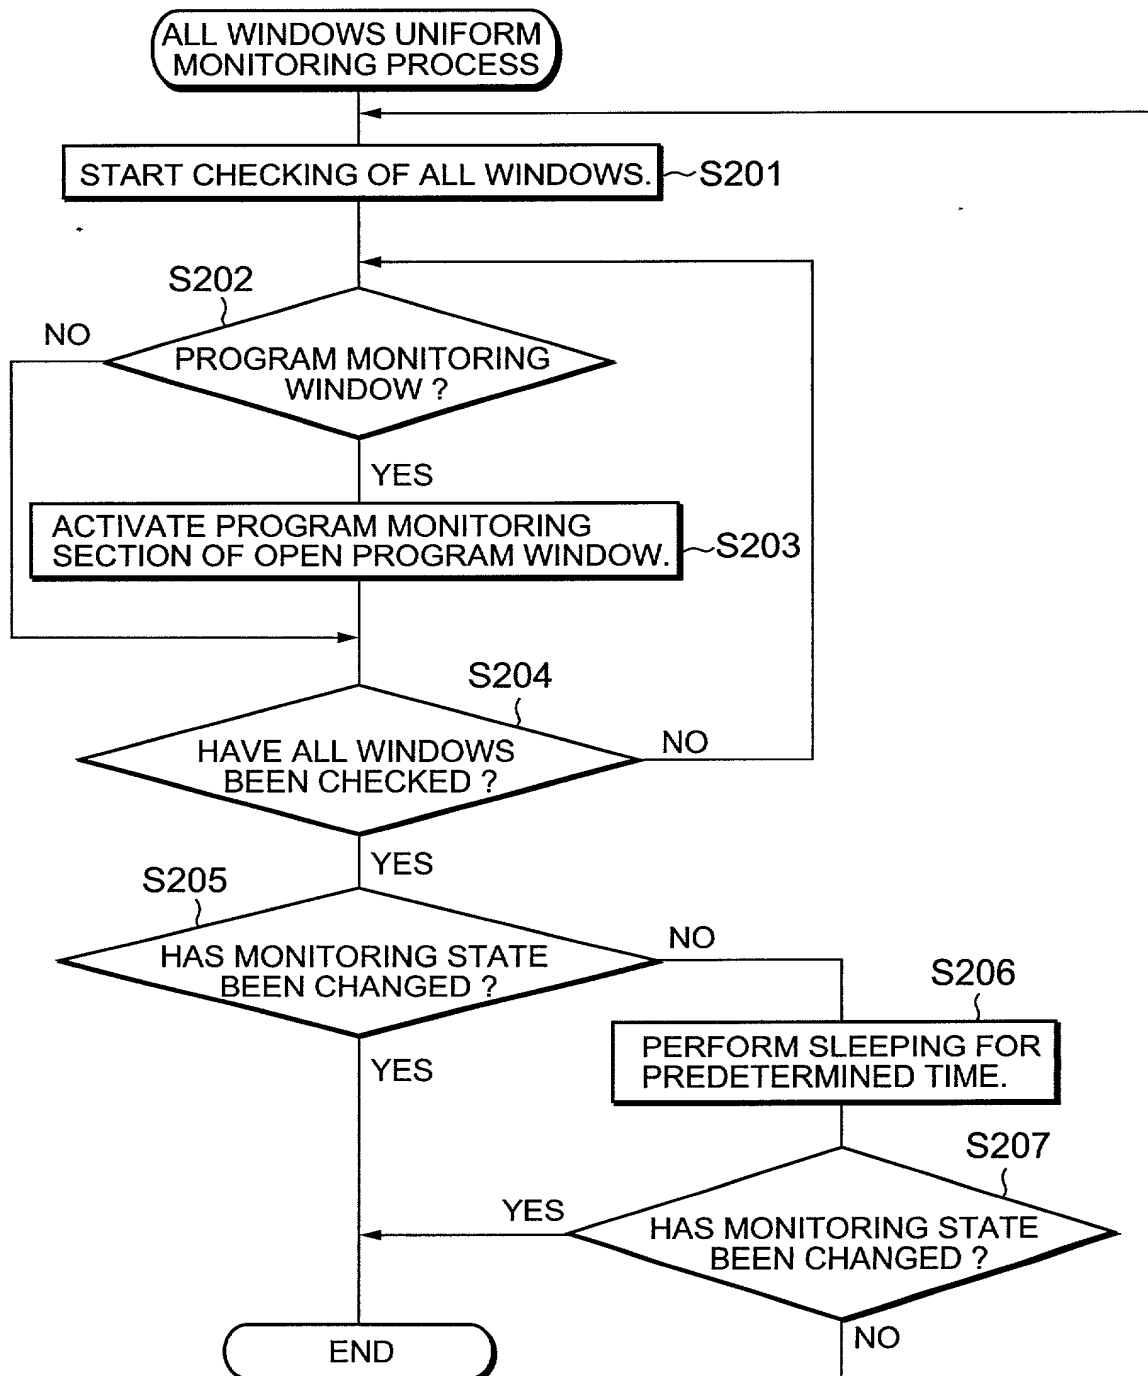 ALL WINDOWS UNIFORM
MONITORING PROCESS
START CHECKING OF ALL WINDOWS.
S201
S202
NO
PROGRAM MONITORING
WINDOW ?
YES
ACTIVATE PROGRAM MONITORING
SECTION OF OPEN PROGRAM WINDOW.
S203
S204
HAVE ALL WINDOWS
BEEN CHECKED ?
NO
YES
S205
HAS MONITORING STATE
BEEN CHANGED ?
NO
S206
PERFORM SLEEPING FOR
PREDETERMINED TIME.
YES
S207
YES
HAS MONITORING STATE
BEEN CHANGED ?
NO
END